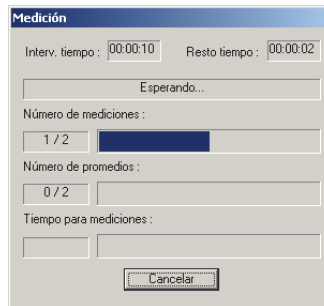 Medición
Interv. tiempo : 00:00:10 Resto tiempo : 00:00:02
Esperando...
Número de mediciones :
1 / 2
Número de promedios :
0 / 2
Tiempo para mediciones :
Cancelar